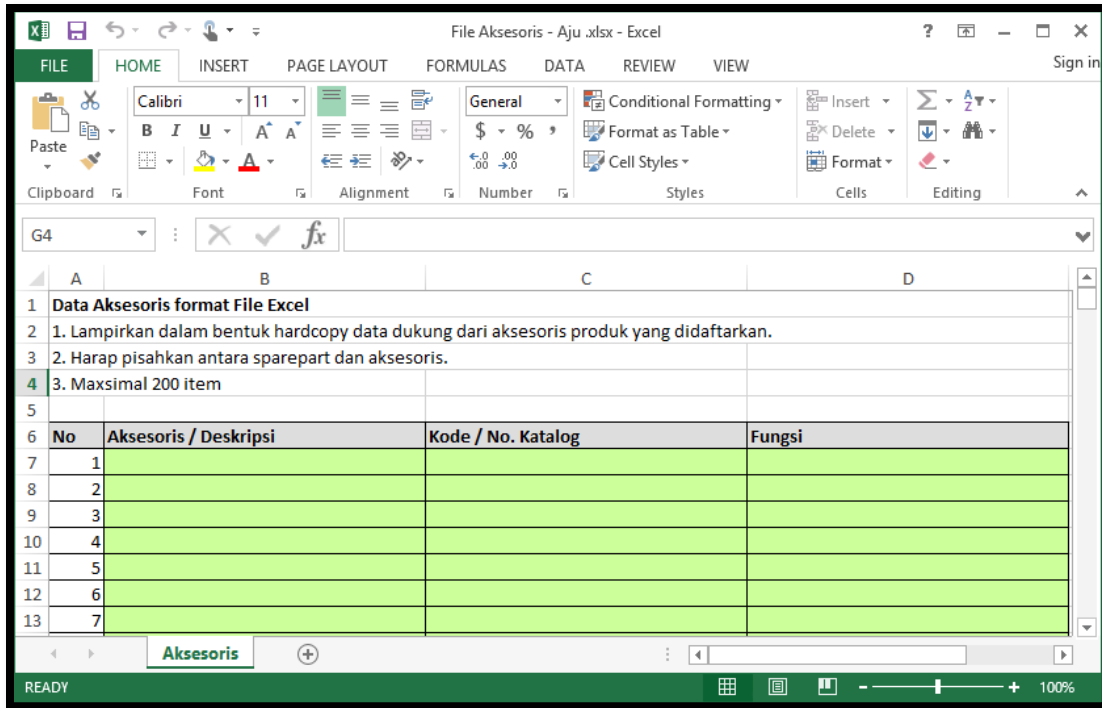 File Aksesoris - Aju .xlsx - Excel
FILE HOME INSERT PAGE LAYOUT FORMULAS DATA REVIEW VIEW Sign in
Calibri 11 General Conditional Formatting Insert
Paste B I U A A $ % , Format as Table Delete
A .0 .00 .00 .0 Cell Styles Format
Clipboard Font Alignment Number Styles Cells Editing
G4 fx
A B C D
1 Data Aksesoris format File Excel
2 1. Lampirkan dalam bentuk hardcopy data dukung dari aksesoris produk yang didaftarkan.
3 2. Harap pisahkan antara sparepart dan aksesoris.
4 3. Maxsimal 200 item
5
6 No Aksesoris / Deskripsi Kode / No. Katalog Fungsi
7 1
8 2
9 3
10 4
11 5
12 6
13 7
Aksesoris
READY 100%